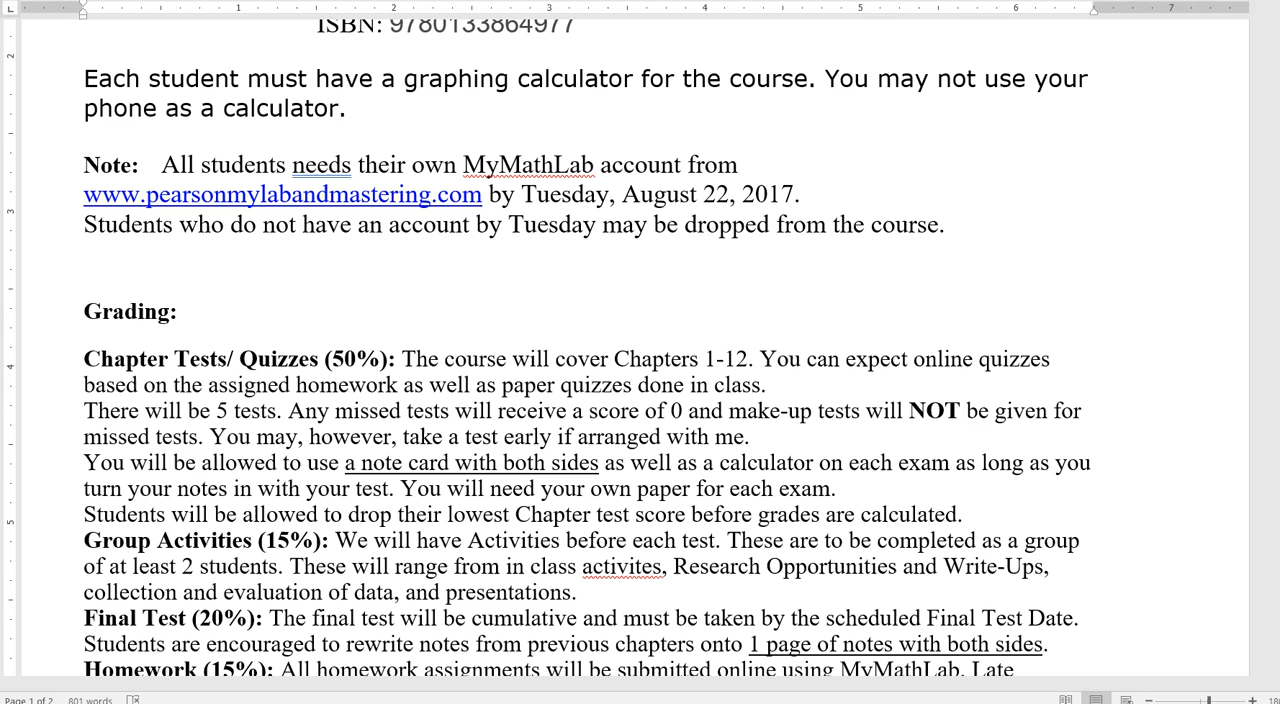 1 2 3 4 5 6 7
ISBN: 9780133864977
2
Each student must have a graphing calculator for the course. You may not use your
phone as a calculator.
Note: All students needs their own MyMathLab account from
www.pearsonmylabandmastering.com by Tuesday, August 22, 2017.
3
Students who do not have an account by Tuesday may be dropped from the course.
Grading:
Chapter Tests/ Quizzes (50%): The course will cover Chapters 1-12. You can expect online quizzes
4
based on the assigned homework as well as paper quizzes done in class.
There will be 5 tests. Any missed tests will receive a score of 0 and make-up tests will NOT be given for
missed tests. You may, however, take a test early if arranged with me.
You will be allowed to use a note card with both sides as well as a calculator on each exam as long as you
turn your notes in with your test. You will need your own paper for each exam.
5
Students will be allowed to drop their lowest Chapter test score before grades are calculated.
Group Activities (15%): We will have Activities before each test. These are to be completed as a group
of at least 2 students. These will range from in class activites, Research Opportunities and Write-Ups,
collection and evaluation of data, and presentations.
Final Test (20%): The final test will be cumulative and must be taken by the scheduled Final Test Date.
Students are encouraged to rewrite notes from previous chapters onto 1 page of notes with both sides.
Homework (15%): All homework assignments will be submitted online using MyMathLab. Late
Page 1 of 2 801 words